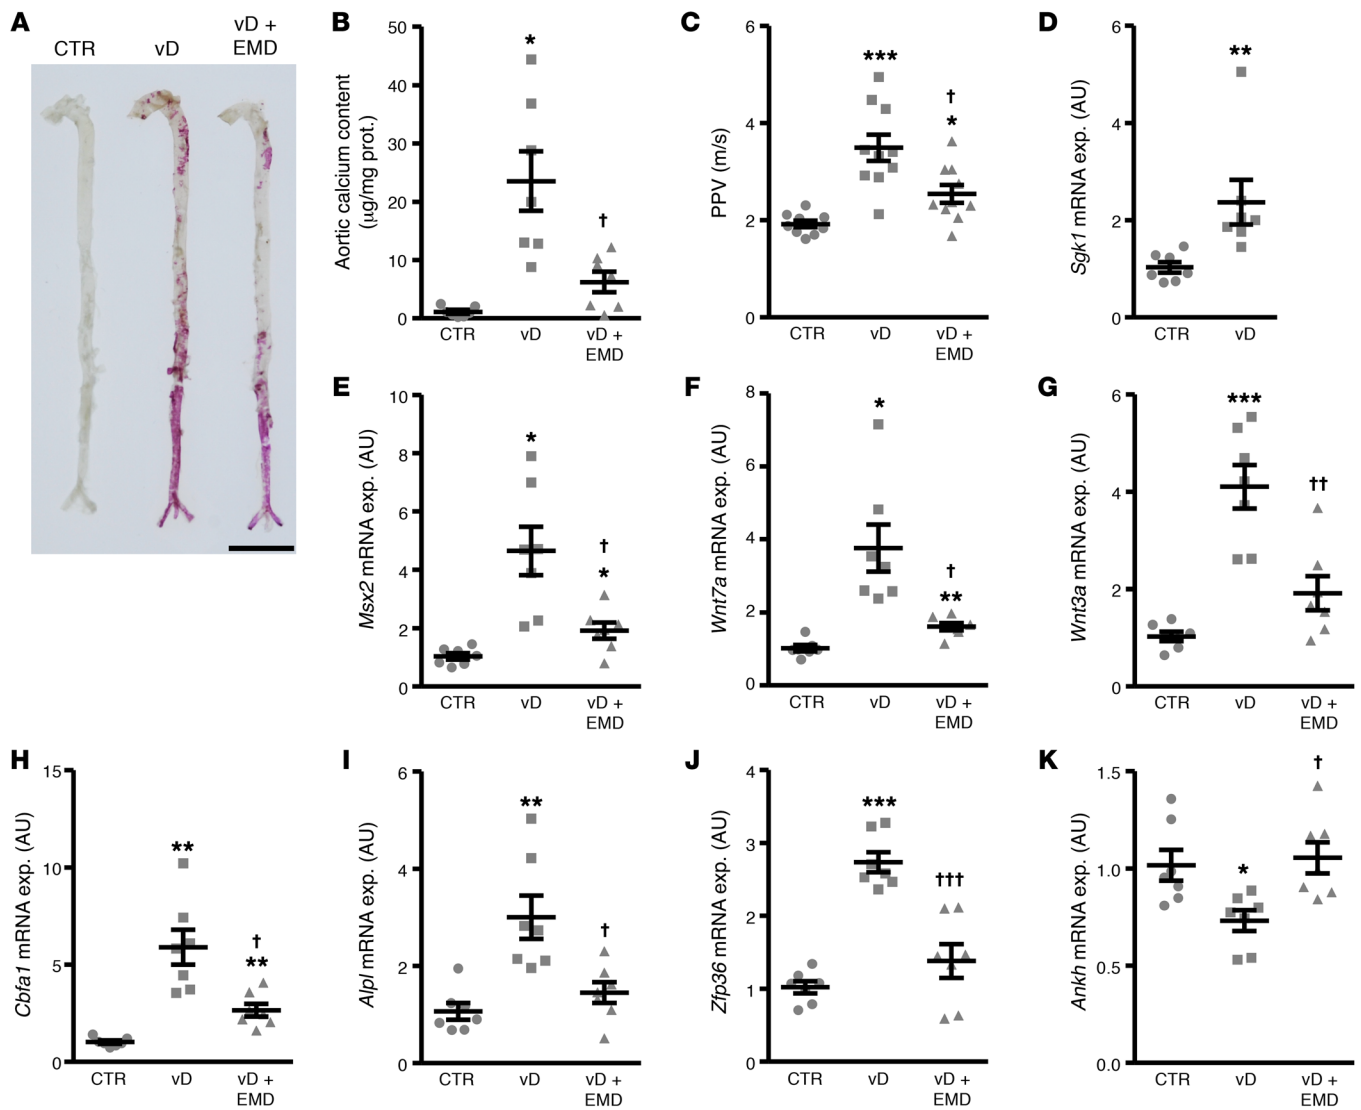 A
CTR
vD
vD +
EMD
B
Aortic calcium content
(µg/mg prot.)
50
40
30
20
10
0
*
†
CTR
vD
vD +
EMD
C
PPV (m/s)
6
4
2
0
***
†
*
CTR
vD
vD +
EMD
D
Sgk1 mRNA exp. (AU)
6
4
2
0
**
CTR
vD
E
Msx2 mRNA exp. (AU)
10
8
6
4
2
0
*
†
*
CTR
vD
vD +
EMD
F
Wnt7a mRNA exp. (AU)
8
6
4
2
0
*
†
**
CTR
vD
vD +
EMD
G
Wnt3a mRNA exp. (AU)
6
4
2
0
***
††
CTR
vD
vD +
EMD
H
Cbfa1 mRNA exp. (AU)
15
10
5
0
**
†
**
CTR
vD
vD +
EMD
I
Alpl mRNA exp. (AU)
6
4
2
0
**
†
CTR
vD
vD +
EMD
J
Zfp36 mRNA exp. (AU)
4
3
2
1
0
***
†††
CTR
vD
vD +
EMD
K
Ankh mRNA exp. (AU)
1.5
1.0
0.5
0.0
*
†
CTR
vD
vD +
EMD